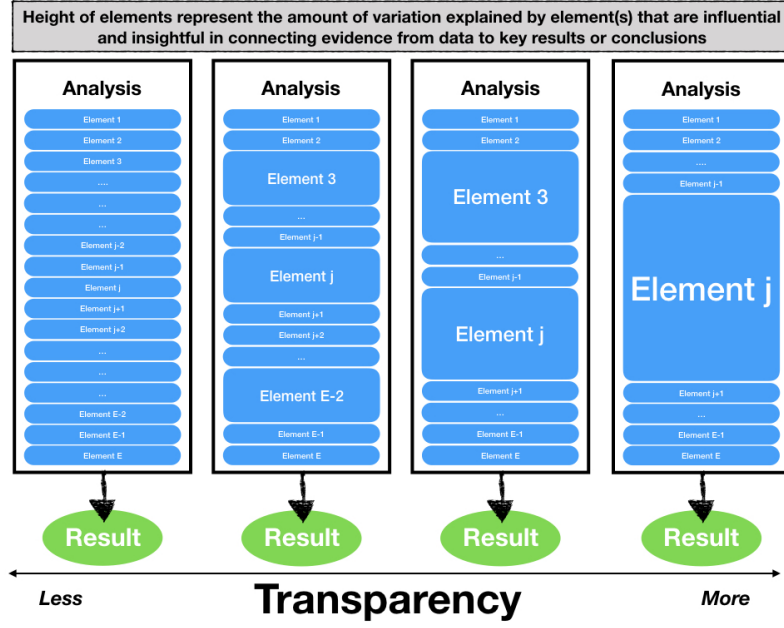 Height of elements represent the amount of variation explained by element(s) that are influential
and insightful in connecting evidence from data to key results or conclusions
Analysis
Element 1
Element 2
Element 3
....
...
...
Element j-2
Element j-1
Element j
Element j+1
Element j+2
...
...
...
Element E-2
Element E-1
Element E
Result
Analysis
Element 1
Element 2
Element 3
...
Element j-1
Element j
Element j+1
Element j+2
...
Element E-2
Element E-1
Element E
Result
Analysis
Element 1
Element 2
Element 3
...
Element j-1
Element j
Element j+1
...
Element E-1
Element E
Result
Analysis
Element 1
Element 2
....
Element j-1
Element j
Element j+1
...
Element E-1
Element E
Result
Less
Transparency
More